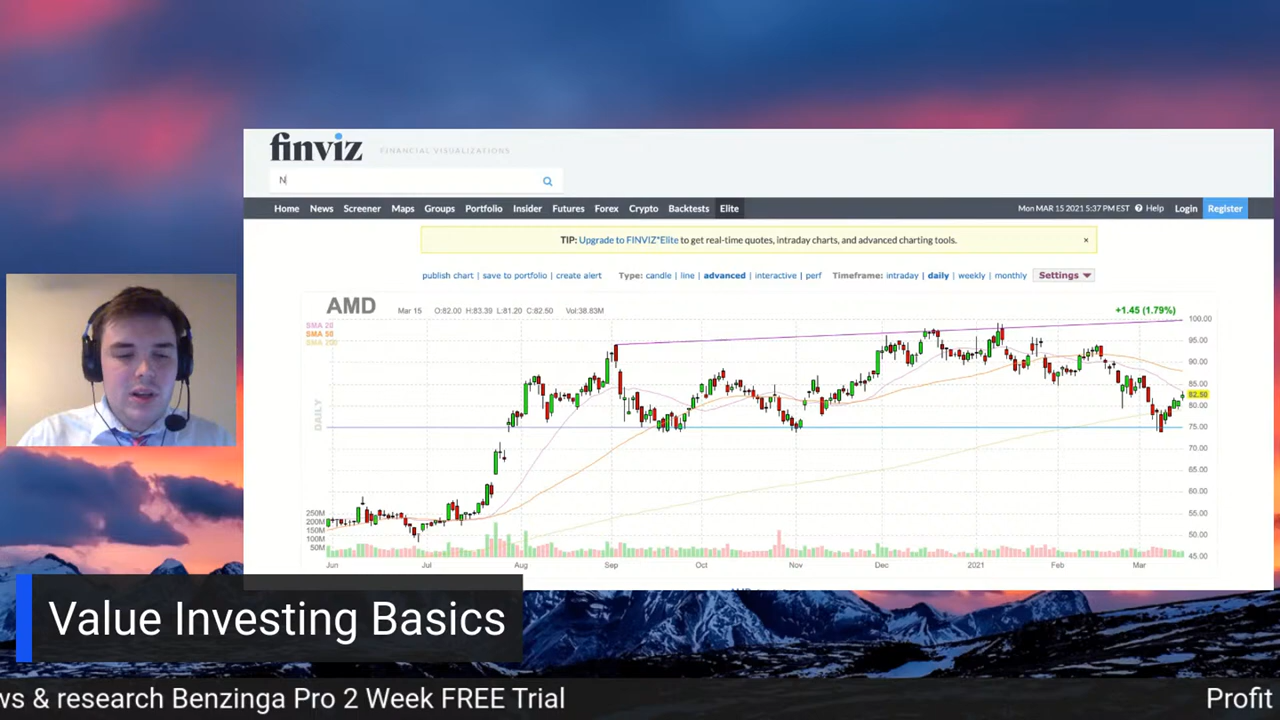 finviz FINANCIAL VISUALIZATIONS
N
Home News Screener Maps Groups Portfolio Insider Futures Forex Crypto Backtests Elite Mon MAR 15 2021 5:37 PM EST Help Login Register
TIP: Upgrade to FINVIZ*Elite to get real-time quotes, intraday charts, and advanced charting tools. ×
publish chart | save to portfolio | create alert Type: candle | line | advanced | interactive | perf Timeframe: intraday | daily | weekly | monthly Settings
AMD Mar 15 O:82.00 H:83.39 L:81.20 C:82.50 Vol:38.83M +1.45 (1.79%)
SMA 20
SMA 50
SMA 200
100.00
95.00
90.00
85.00
82.50
80.00
75.00
70.00
65.00
60.00
55.00
50.00
45.00
DAILY
250M
200M
150M
100M
50M
Jun Jul Aug Sep Oct Nov Dec 2021 Feb Mar
Value Investing Basics
ws & research Benzinga Pro 2 Week FREE Trial Profit